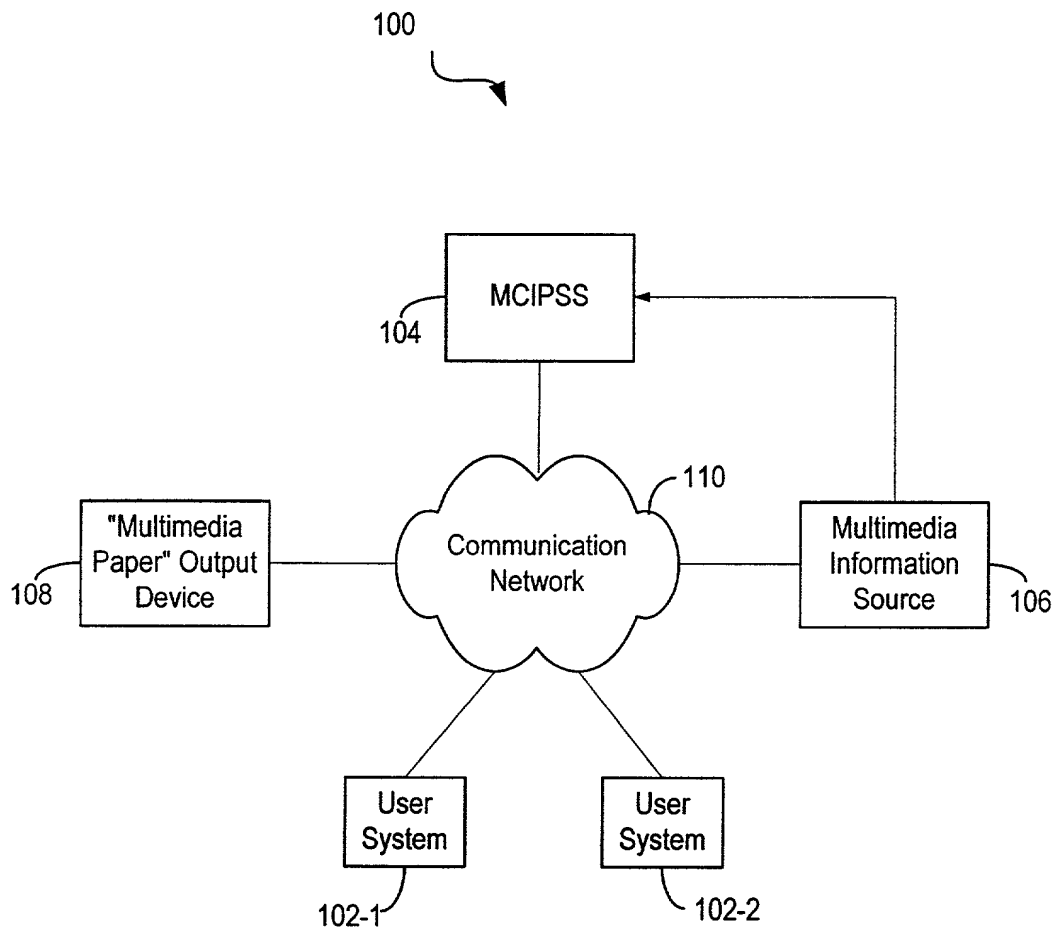 100
MCIPSS
104
110
"Multimedia
Paper" Output
Device
108
Communication
Network
Multimedia
Information
Source
106
User
System
102-1
User
System
102-2